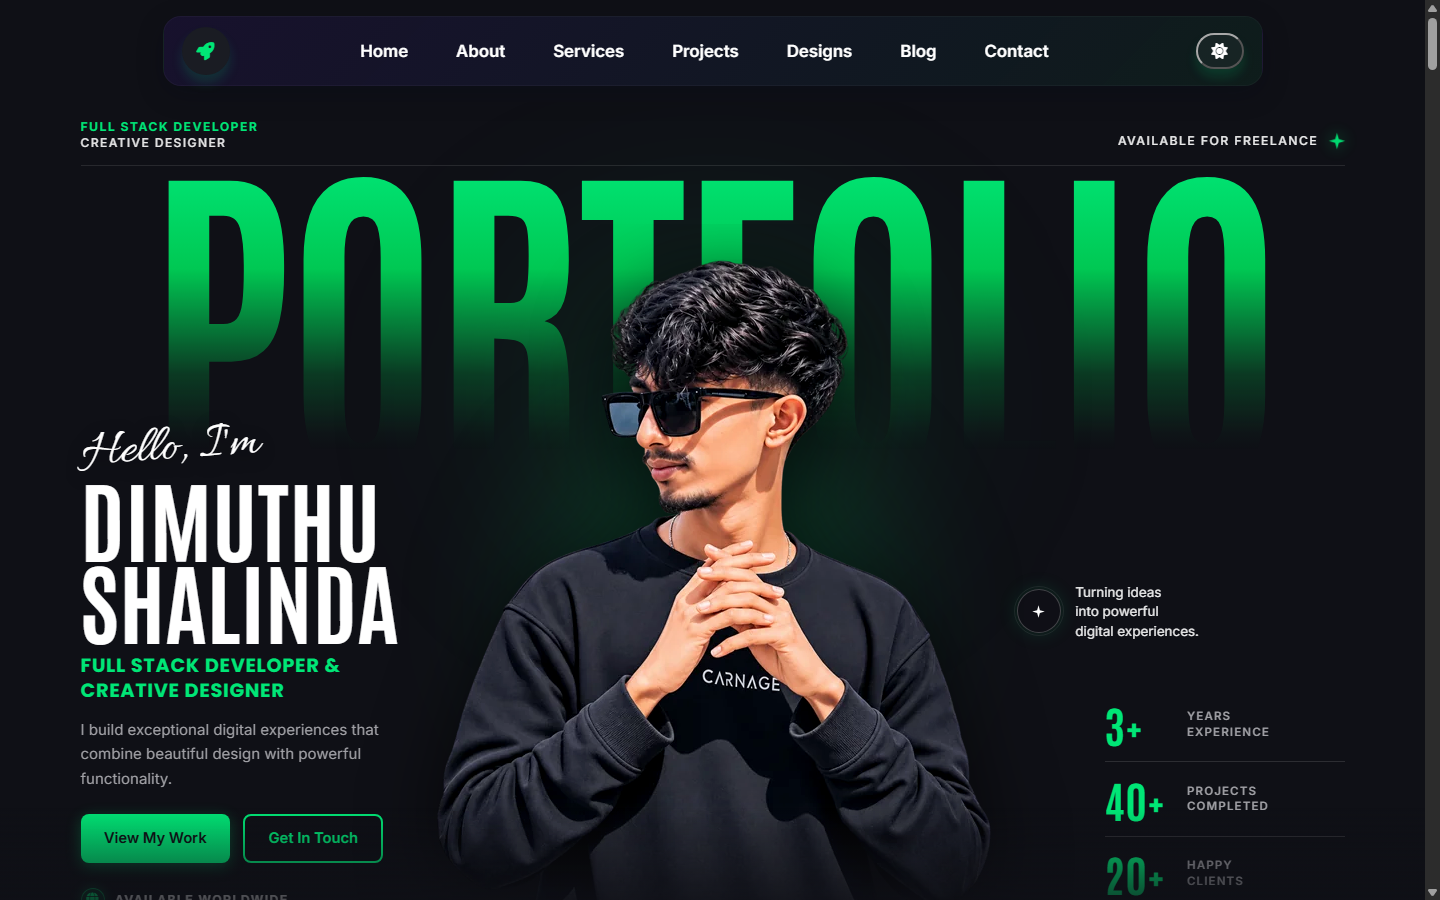 Home About Services Projects Designs Blog Contact
FULL STACK DEVELOPER
CREATIVE DESIGNER
AVAILABLE FOR FREELANCE
PORTFOLIO
Hello, I'm
DIMUTHU
SHALINDA
FULL STACK DEVELOPER &
CREATIVE DESIGNER
I build exceptional digital experiences that
combine beautiful design with powerful
functionality.
View My Work
Get In Touch
AVAILABLE WORLDWIDE
CARNAGE
Turning ideas
into powerful
digital experiences.
3+
YEARS
EXPERIENCE
40+
PROJECTS
COMPLETED
20+
HAPPY
CLIENTS